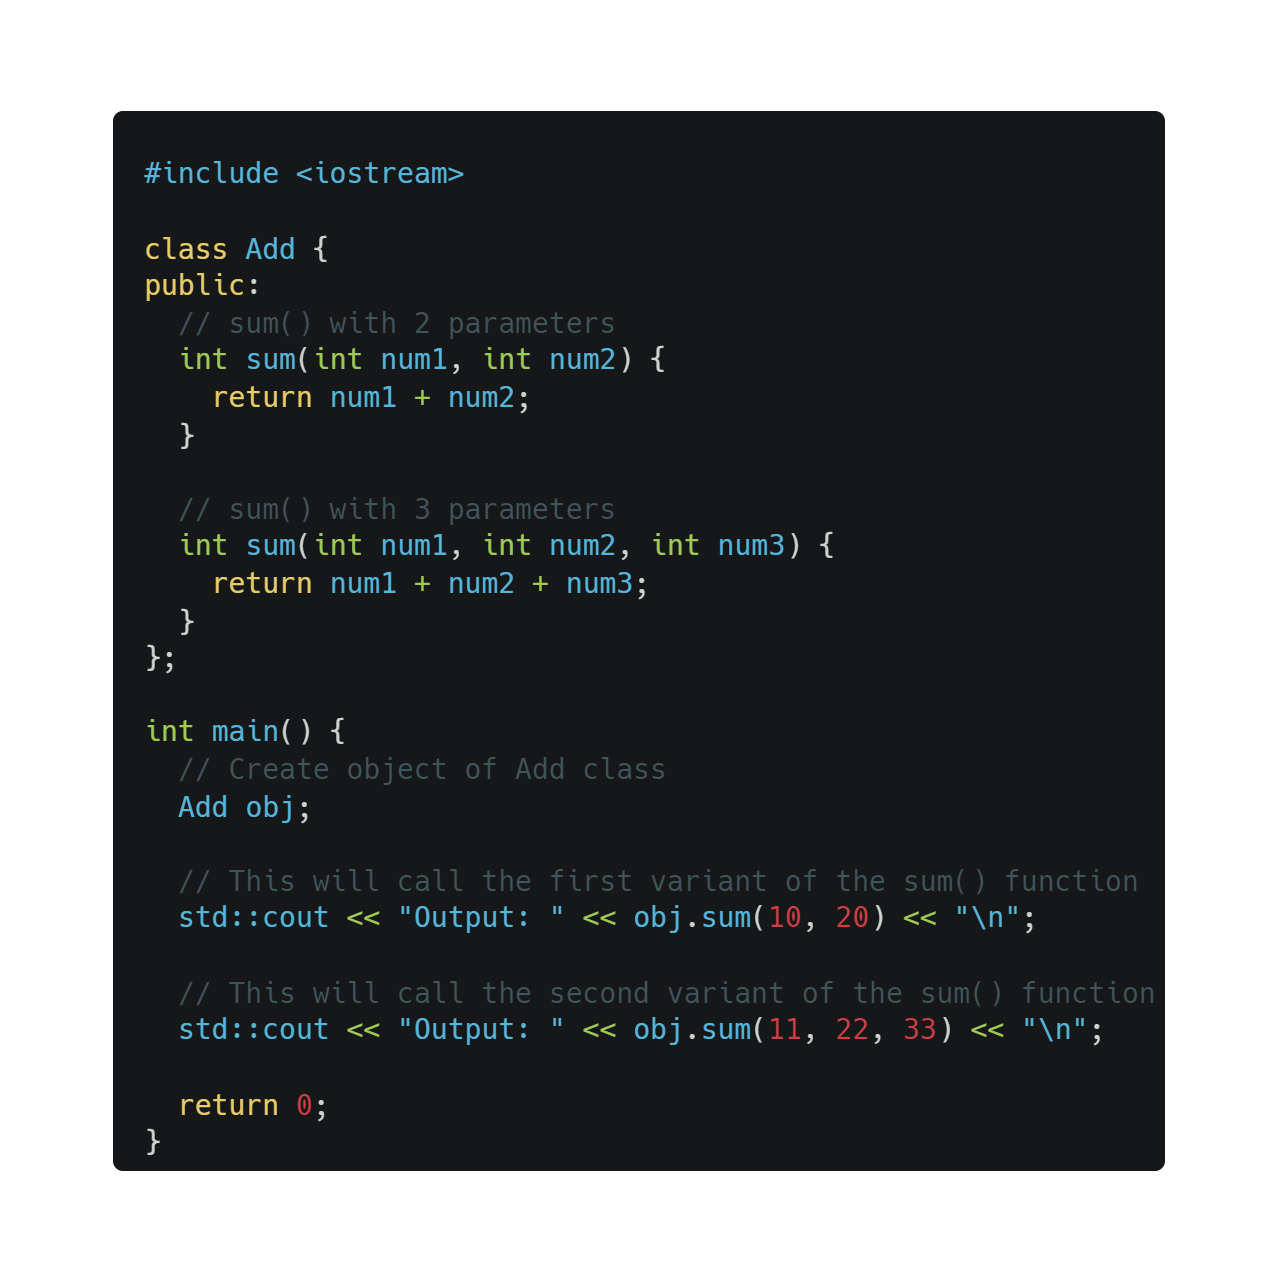 #include <iostream>

class Add {
public:
  // sum() with 2 parameters
  int sum(int num1, int num2) {
    return num1 + num2;
  }

  // sum() with 3 parameters
  int sum(int num1, int num2, int num3) {
    return num1 + num2 + num3;
  }
};

int main() {
  // Create object of Add class
  Add obj;

  // This will call the first variant of the sum() function
  std::cout << "Output: " << obj.sum(10, 20) << "\n";

  // This will call the second variant of the sum() function
  std::cout << "Output: " << obj.sum(11, 22, 33) << "\n";

  return 0;
}